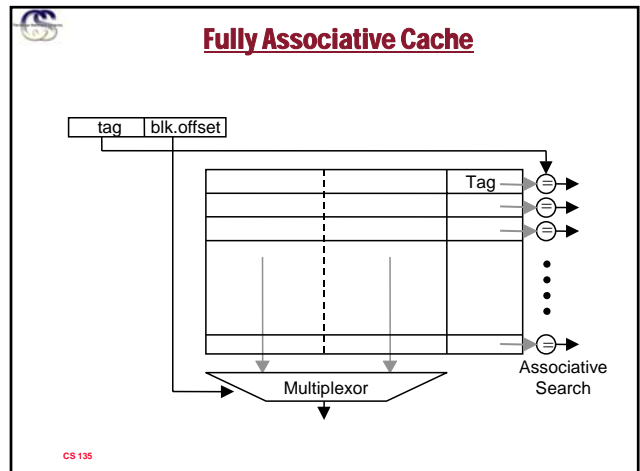 Fully Associative Cache
tag blk.offset
Tag =
=
=
=
Associative
Search
Multiplexor
CS 135